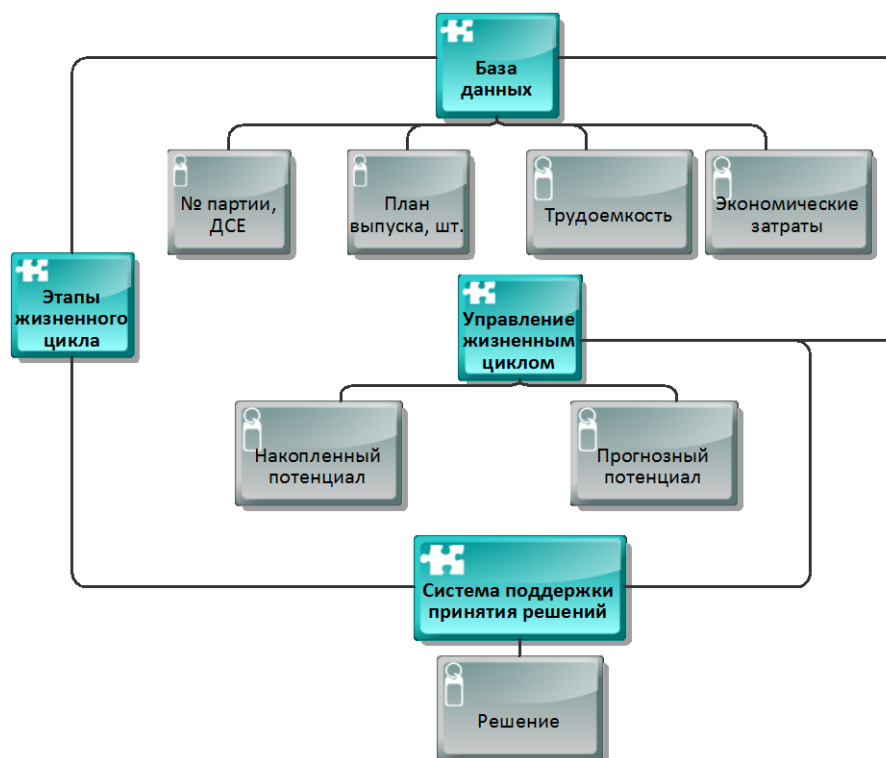 База
данных
№ партии,
ДСЕ
План
выпуска, шт.
Трудоемкость
Экономические
затраты
Этапы
жизненного
цикла
Управление
жизненным
циклом
Накопленный
потенциал
Прогнозный
потенциал
Система поддержки
принятия решений
Решение